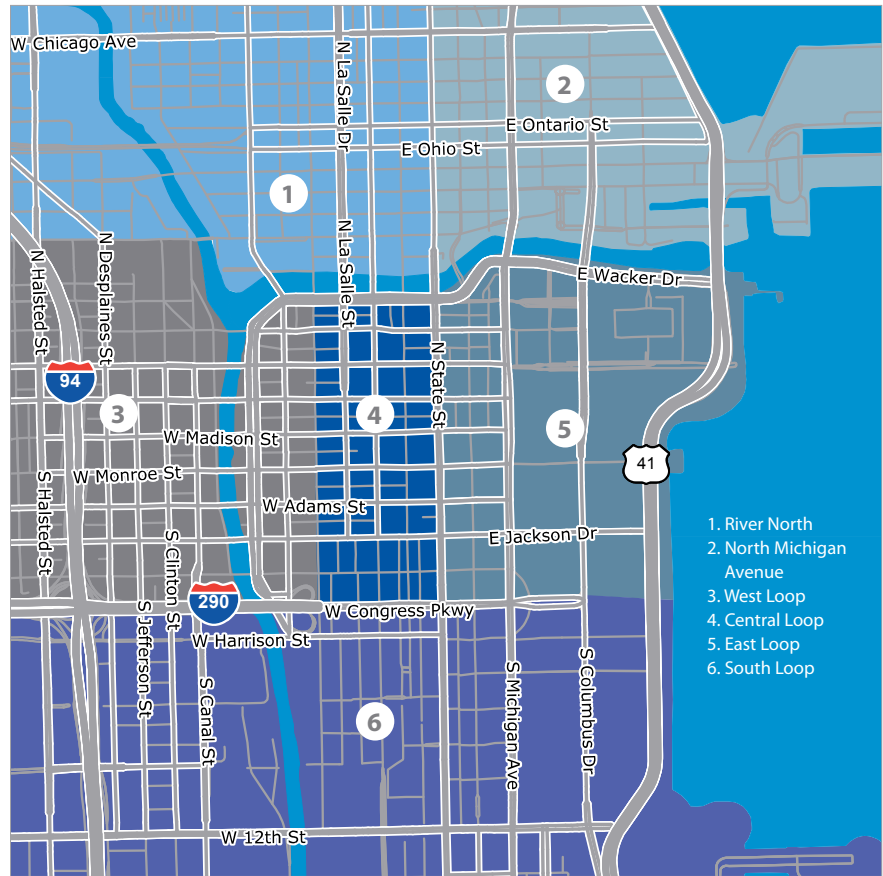 W Chicago Ave
N La Salle Dr
2
E Ontario St
E Ohio St
1
N La Salle St
N Desplaines St
N Halsted St
E Wacker Dr
94
N State St
3
4
5
W Madison St
41
W Monroe St
S Halsted St
W Adams St
1. River North
2. North Michigan
Avenue
3. West Loop
4. Central Loop
5. East Loop
6. South Loop
S Clinton St
E Jackson Dr
290
W Congress Pkwy
S Jefferson St
W Harrison St
S Canal St
S Michigan Ave
S Columbus Dr
6
W 12th St